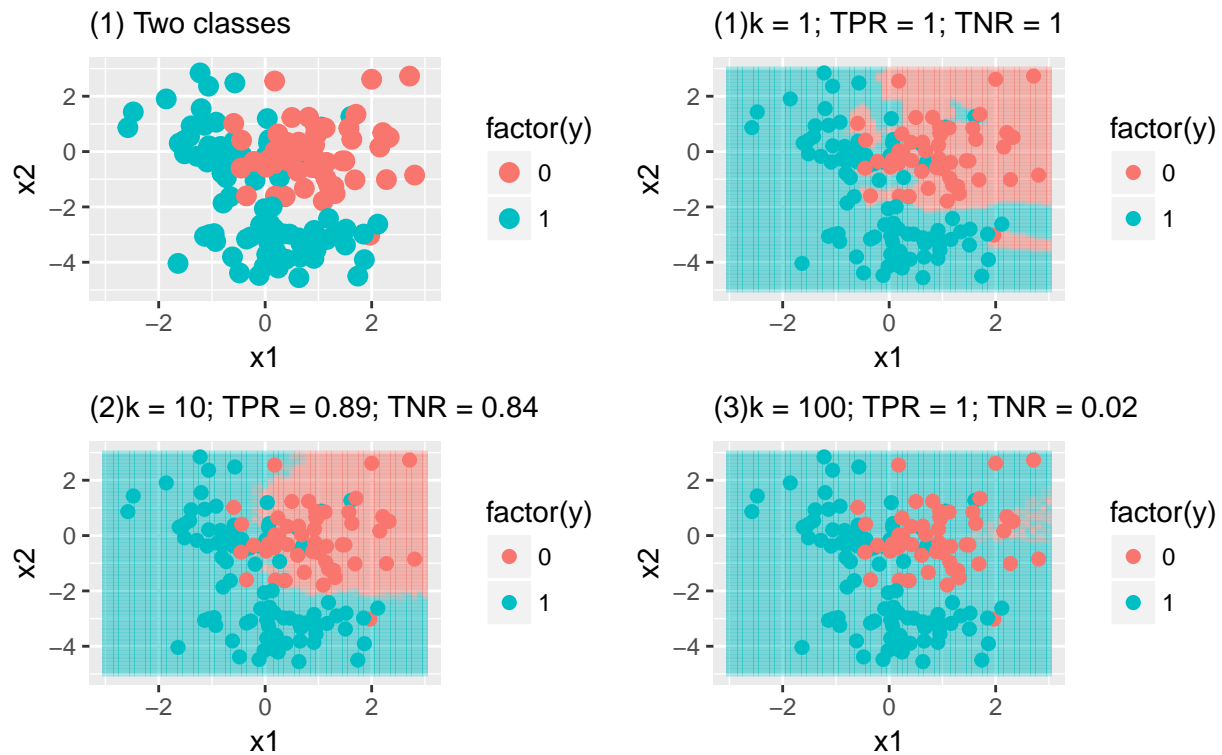 (1) Two classes
x2
2
0
−2
−4
−2
0
2
x1
factor(y)
0
1
(1)k = 1; TPR = 1; TNR = 1
x2
2
0
−2
−4
−2
0
2
x1
factor(y)
0
1
(2)k = 10; TPR = 0.89; TNR = 0.84
x2
2
0
−2
−4
−2
0
2
x1
factor(y)
0
1
(3)k = 100; TPR = 1; TNR = 0.02
x2
2
0
−2
−4
−2
0
2
x1
factor(y)
0
1